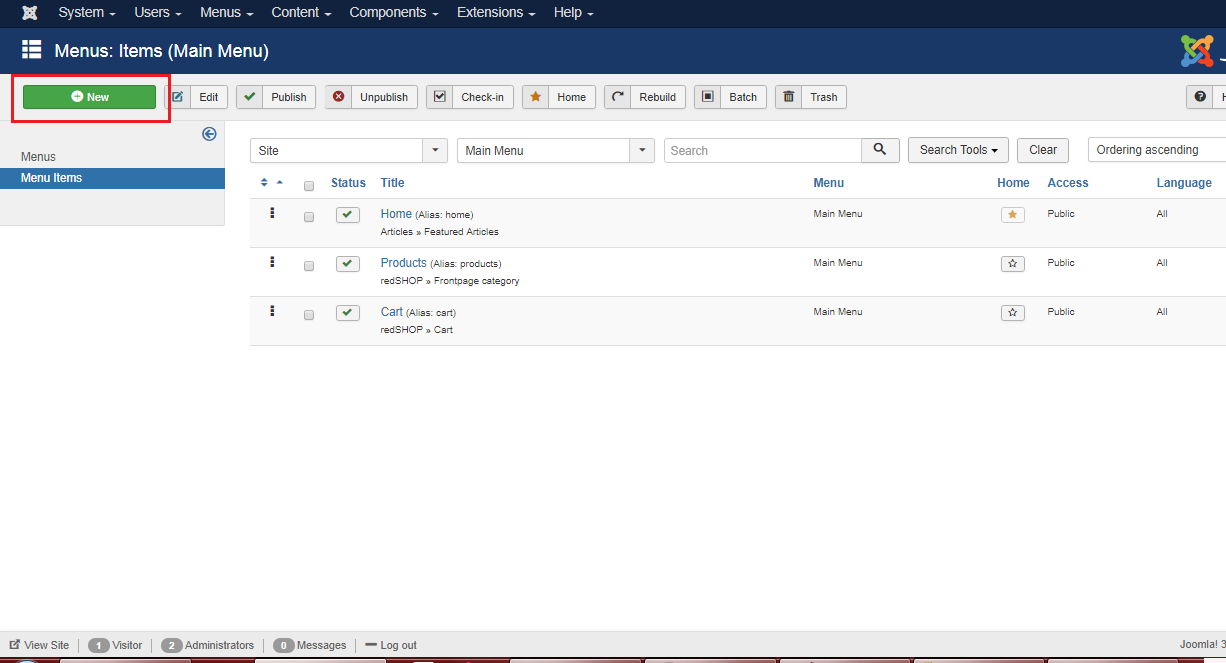 System Users Menus Content Components Extensions Help
Menus: Items (Main Menu)
New Edit Publish Unpublish Check-in Home Rebuild Batch Trash
Menus
Menu Items
Site Main Menu Search Search Tools Clear Ordering ascending
Status Title Menu Home Access Language
Home (Alias: home) Main Menu Public All
Articles » Featured Articles
Products (Alias: products) Main Menu Public All
redSHOP » Frontpage category
Cart (Alias: cart) Main Menu Public All
redSHOP » Cart
View Site 1 Visitor 2 Administrators 0 Messages Log out Joomla! 3